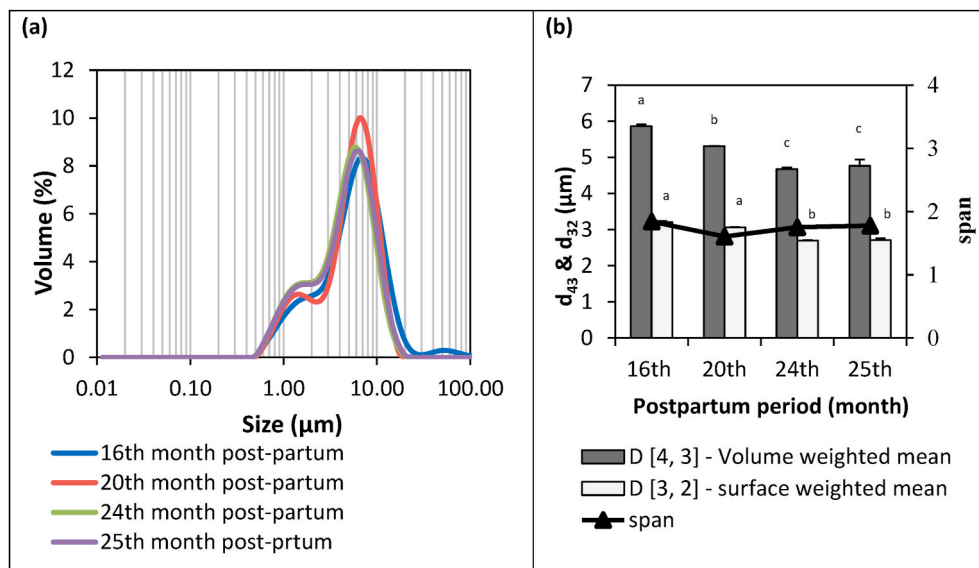 (a)
12
10
8
6
4
2
0
Volume (%)
0.01 0.10 1.00 10.00 100.00
Size (µm)
16th month post-partum
20th month post-partum
24th month post-partum
25th month post-prtum
(b)
7
6
5
4
3
2
1
0
d43 & d32 (µm)
a
b
c
c
a
a
b
b
4
3
2
1
0
span
16th 20th 24th 25th
Postpartum period (month)
D [4, 3] - Volume weighted mean
D [3, 2] - surface weighted mean
span